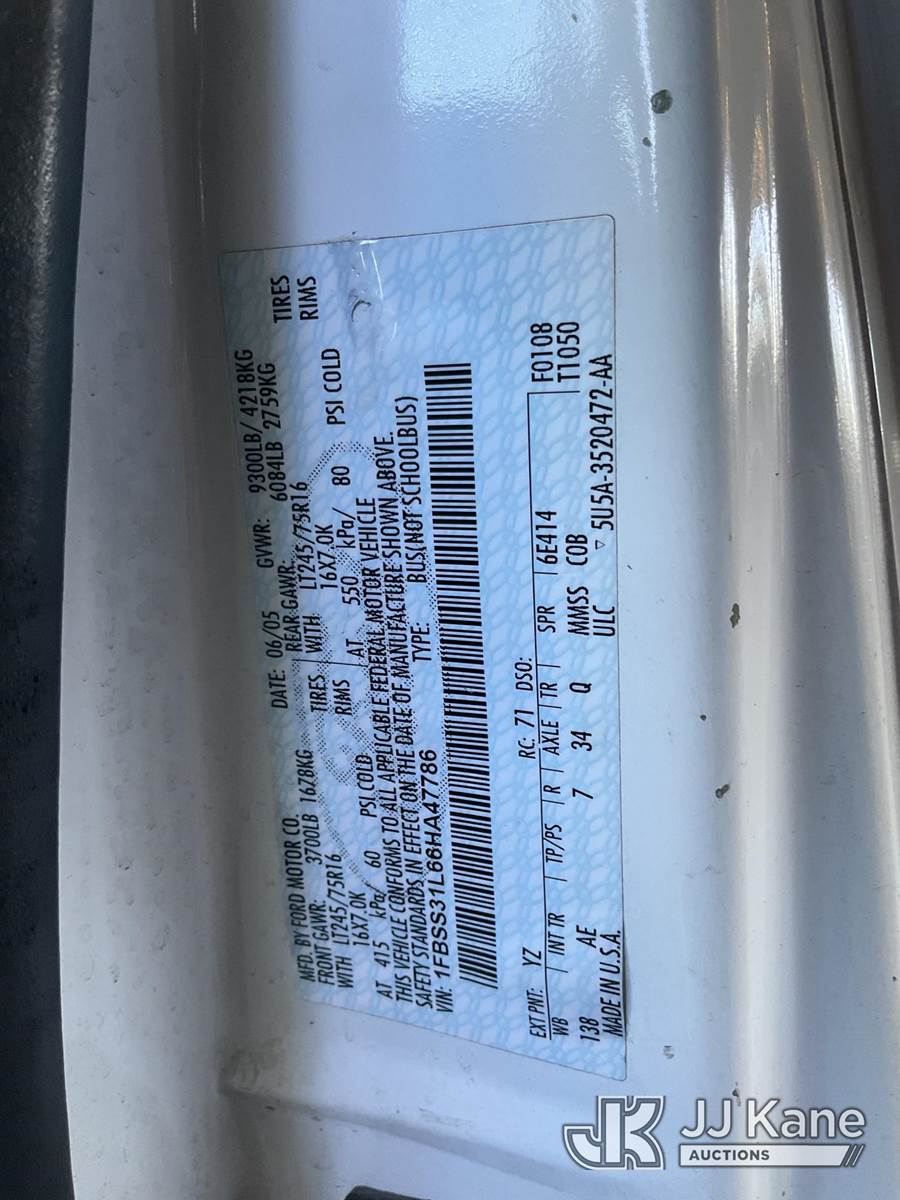 MFD. BY FORD MOTOR CO. DATE: 06/05 GVWR: 9300LB/ 4218KG
FRONT GAWR: 3700LB 1678KG REAR GAWR: 6084LB 2759KG
WITH LT245/75R16 TIRES WITH LT245/75R16 TIRES
16X7.0K RIMS 16X7.0K RIMS
AT 415 kPa/ 60 PSI COLD AT 550 kPa/ 80 PSI COLD
THIS VEHICLE CONFORMS TO ALL APPLICABLE FEDERAL MOTOR VEHICLE
SAFETY STANDARDS IN EFFECT ON THE DATE OF MANUFACTURE SHOWN ABOVE.
VIN: 1FBSS31L66HA47786 TYPE: BUS(NOT SCHOOLBUS)
F0108
T1050
EXT PNT: YZ RC: 71 DSO:
WB INT TR TP/PS R AXLE TR SPR 6E414
138 AE 7 34 Q MMSS COB
MADE IN U.S.A. ULC
▽5U5A-3520472-AA
JK JJ Kane
AUCTIONS